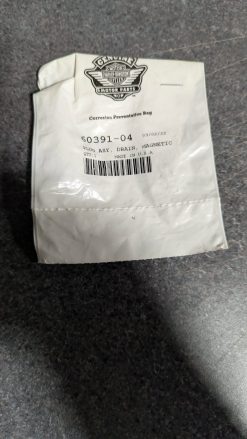 GENUINE
MOTOR PARTS
Corrosion Preventative Bag
60391-04
PLUG ASY, DRAIN, MAGNETIC
MADE IN U.S.A